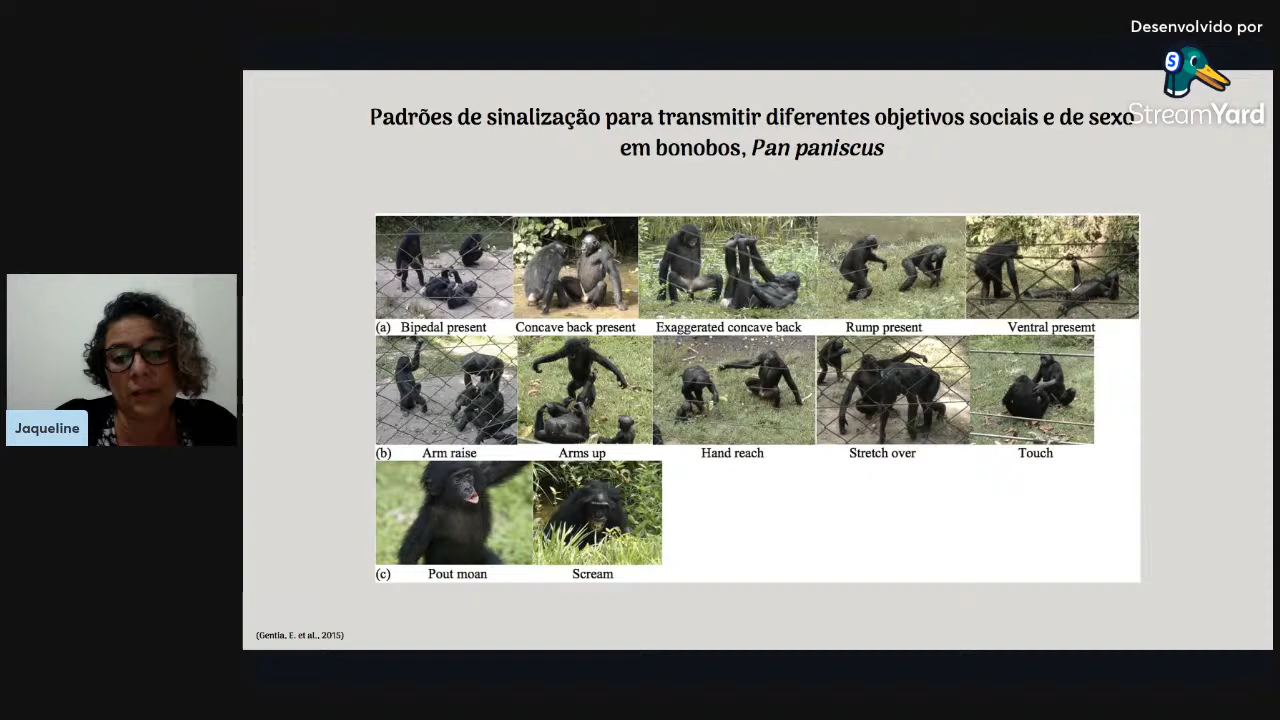 Desenvolvido por
StreamYard
Padrões de sinalização para transmitir diferentes objetivos sociais e de sexo
em bonobos, Pan paniscus
(a) Bipedal present Concave back present Exaggerated concave back Rump present Ventral presemt
(b) Arm raise Arms up Hand reach Stretch over Touch
(c) Pout moan Scream
Jaqueline
(Gentia, E. et al., 2015)